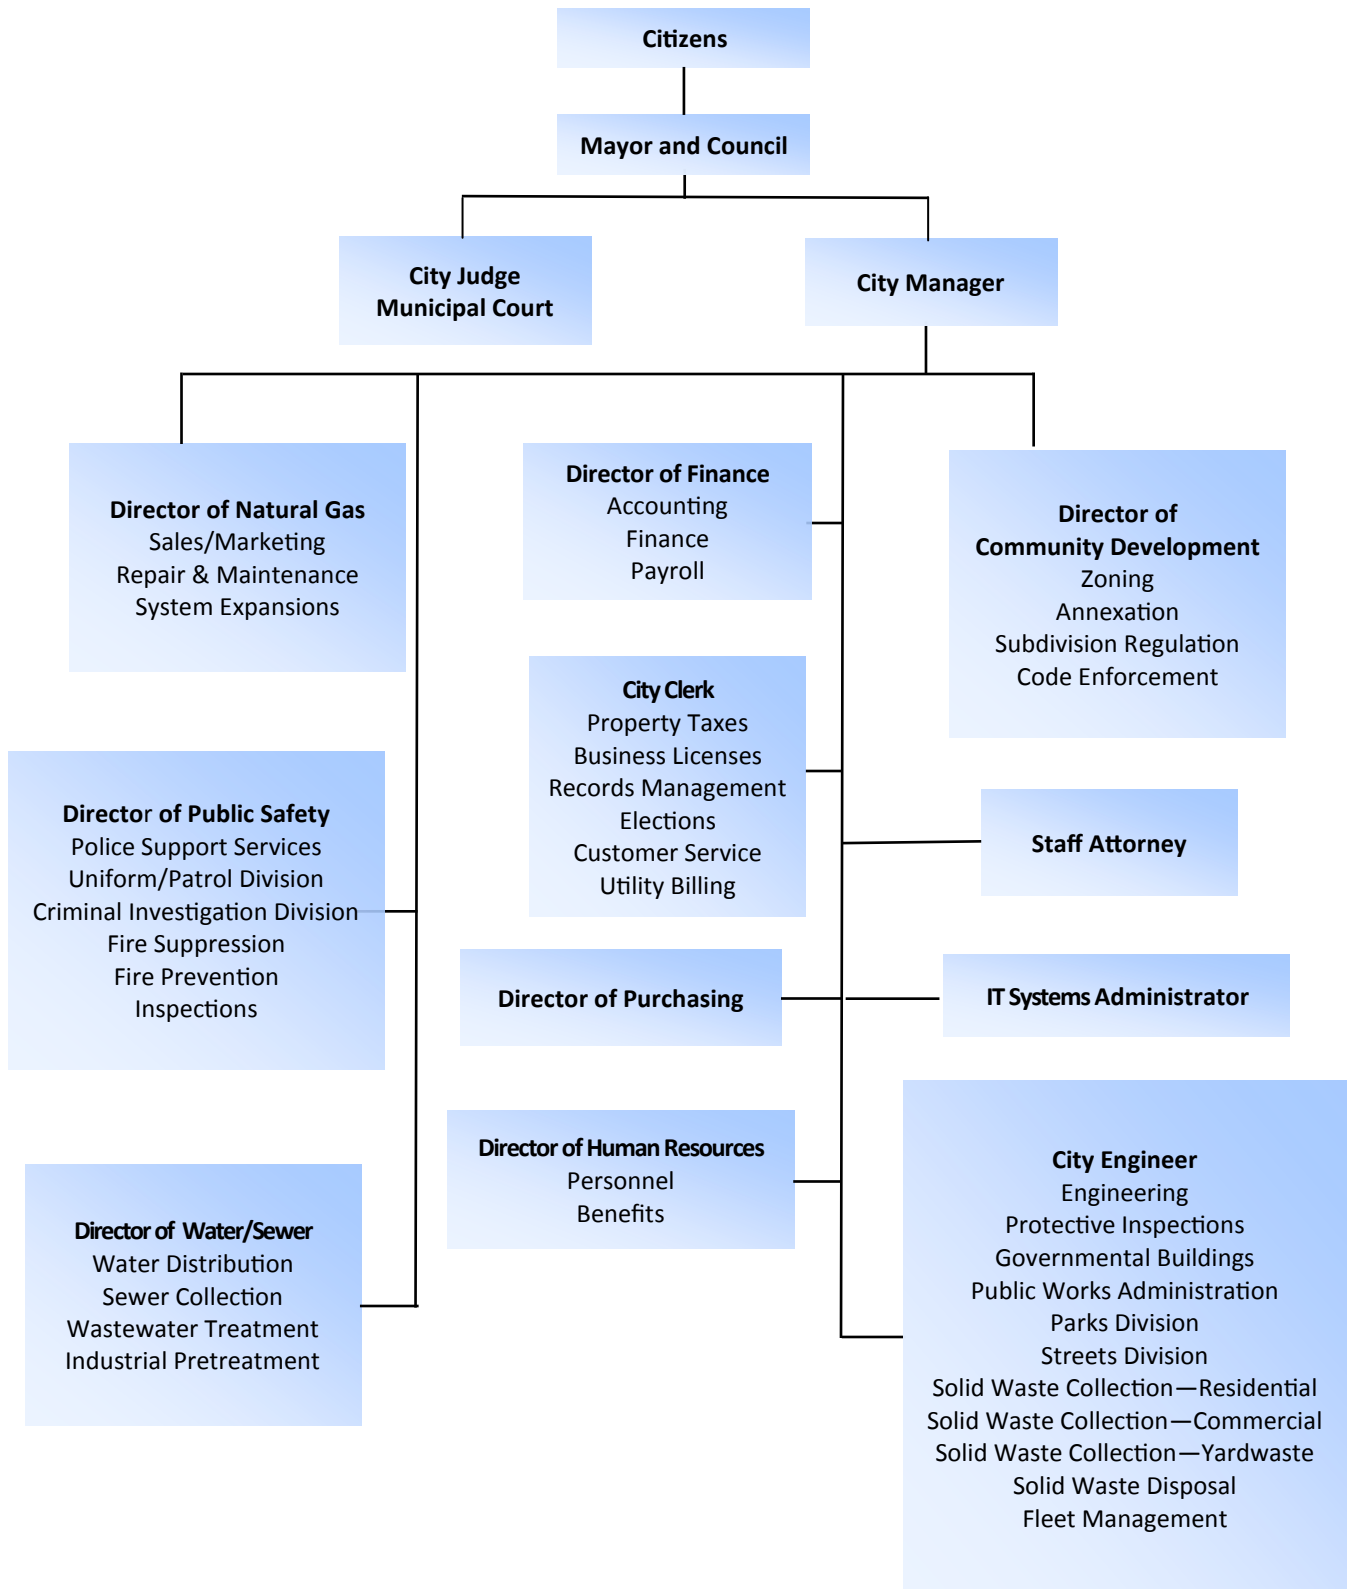 Citizens
Mayor and Council
City Judge
Municipal Court
City Manager
Director of Natural Gas
Sales/Marketing
Repair & Maintenance
System Expansions
Director of Finance
Accounting
Finance
Payroll
Director of
Community Development
Zoning
Annexation
Subdivision Regulation
Code Enforcement
City Clerk
Property Taxes
Business Licenses
Records Management
Elections
Customer Service
Utility Billing
Director of Public Safety
Police Support Services
Uniform/Patrol Division
Criminal Investigation Division
Fire Suppression
Fire Prevention
Inspections
Staff Attorney
Director of Purchasing
IT Systems Administrator
Director of Human Resources
Personnel
Benefits
Director of Water/Sewer
Water Distribution
Sewer Collection
Wastewater Treatment
Industrial Pretreatment
City Engineer
Engineering
Protective Inspections
Governmental Buildings
Public Works Administration
Parks Division
Streets Division
Solid Waste Collection—Residential
Solid Waste Collection—Commercial
Solid Waste Collection—Yardwaste
Solid Waste Disposal
Fleet Management